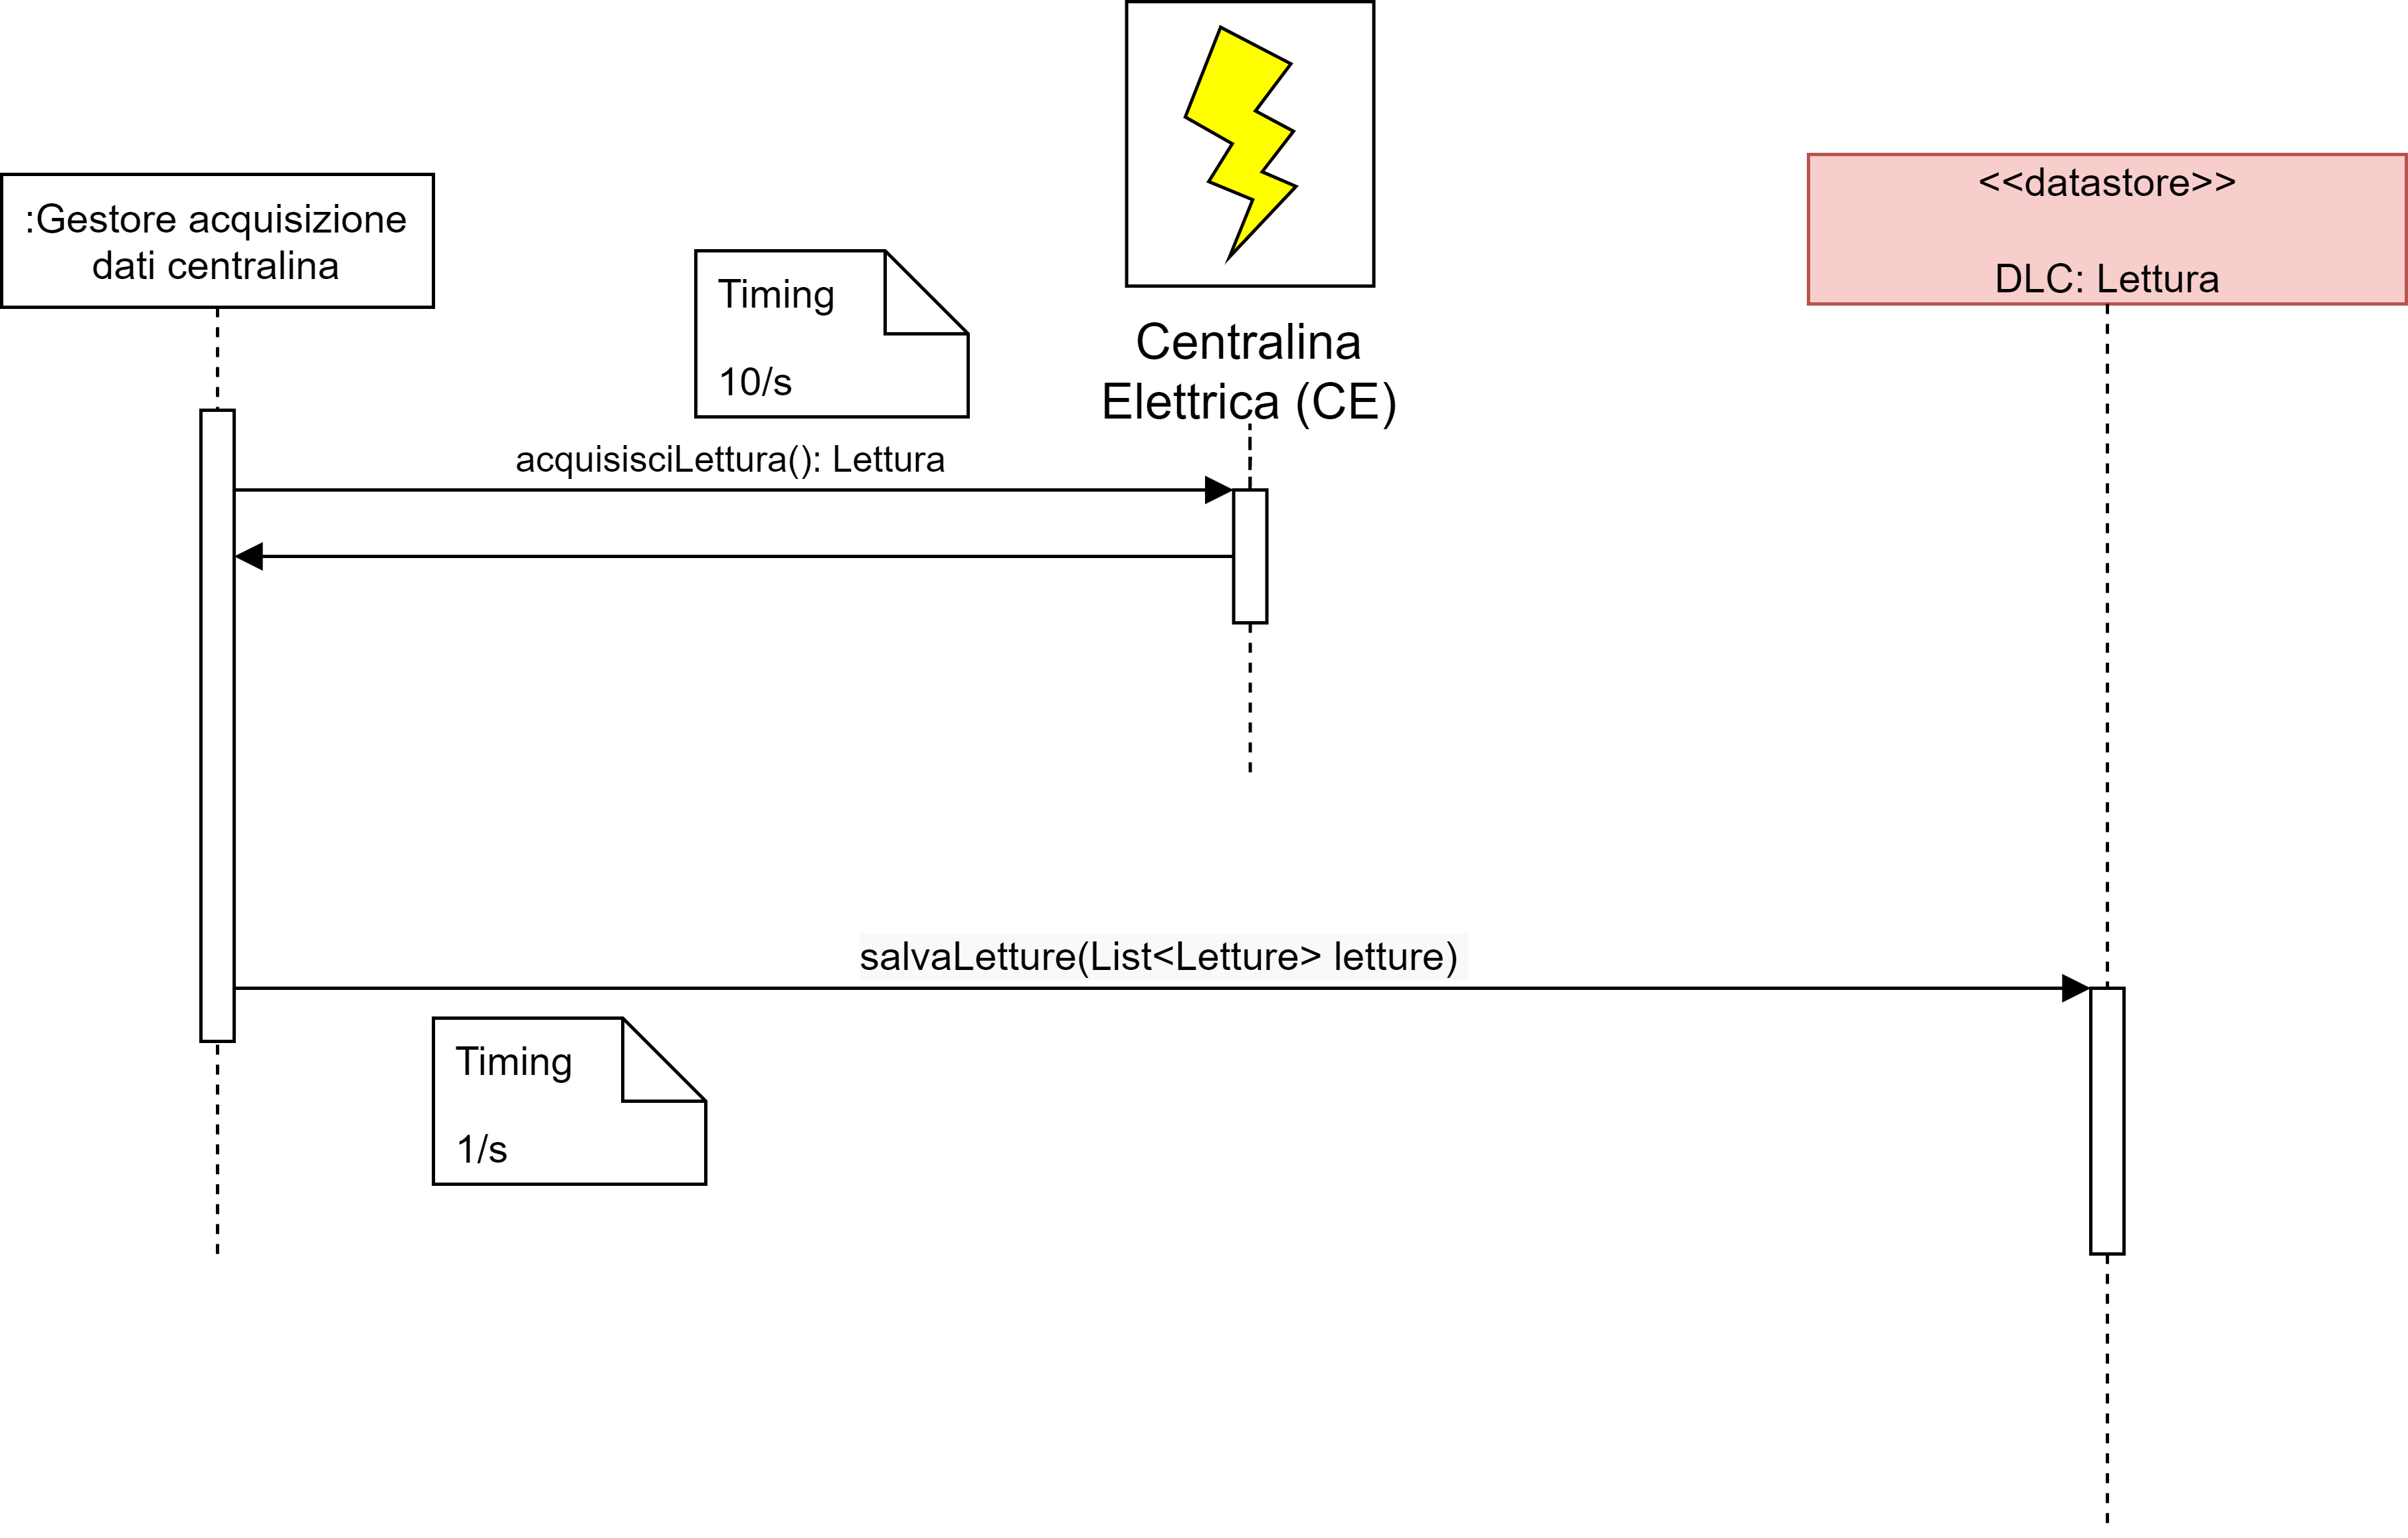 :Gestore acquisizione
dati centralina
Timing
10/s
Centralina
Elettrica (CE)
<<datastore>>
DLC: Lettura
acquisisciLettura(): Lettura
salvaLetture(List<Letture> letture)
Timing
1/s